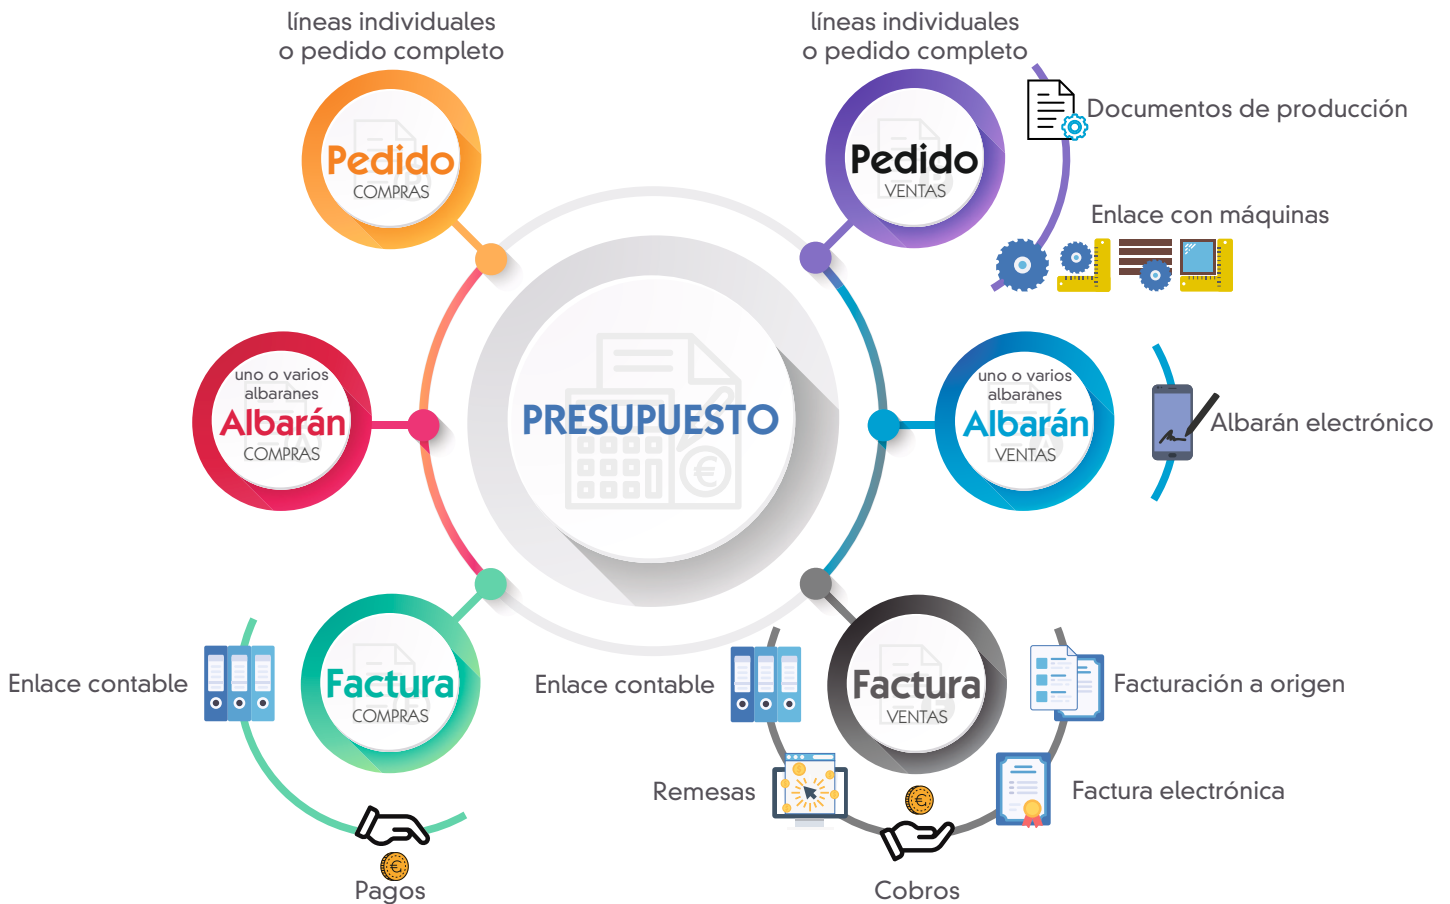 líneas individuales
o pedido completo
Pedido
COMPRAS
líneas individuales
o pedido completo
Pedido
VENTAS
Documentos de producción
Enlace con máquinas
uno o varios
albaranes
Albarán
COMPRAS
PRESUPUESTO
€
uno o varios
albaranes
Albarán
VENTAS
Albarán electrónico
Enlace contable
Factura
COMPRAS
€
Pagos
Enlace contable
Factura
VENTAS
Facturación a origen
Remesas
Factura electrónica
€
Cobros